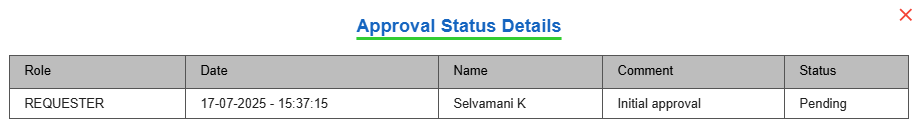 Approval Status Details
Role Date Name Comment Status
REQUESTER 17-07-2025 - 15:37:15 Selvamani K Initial approval Pending